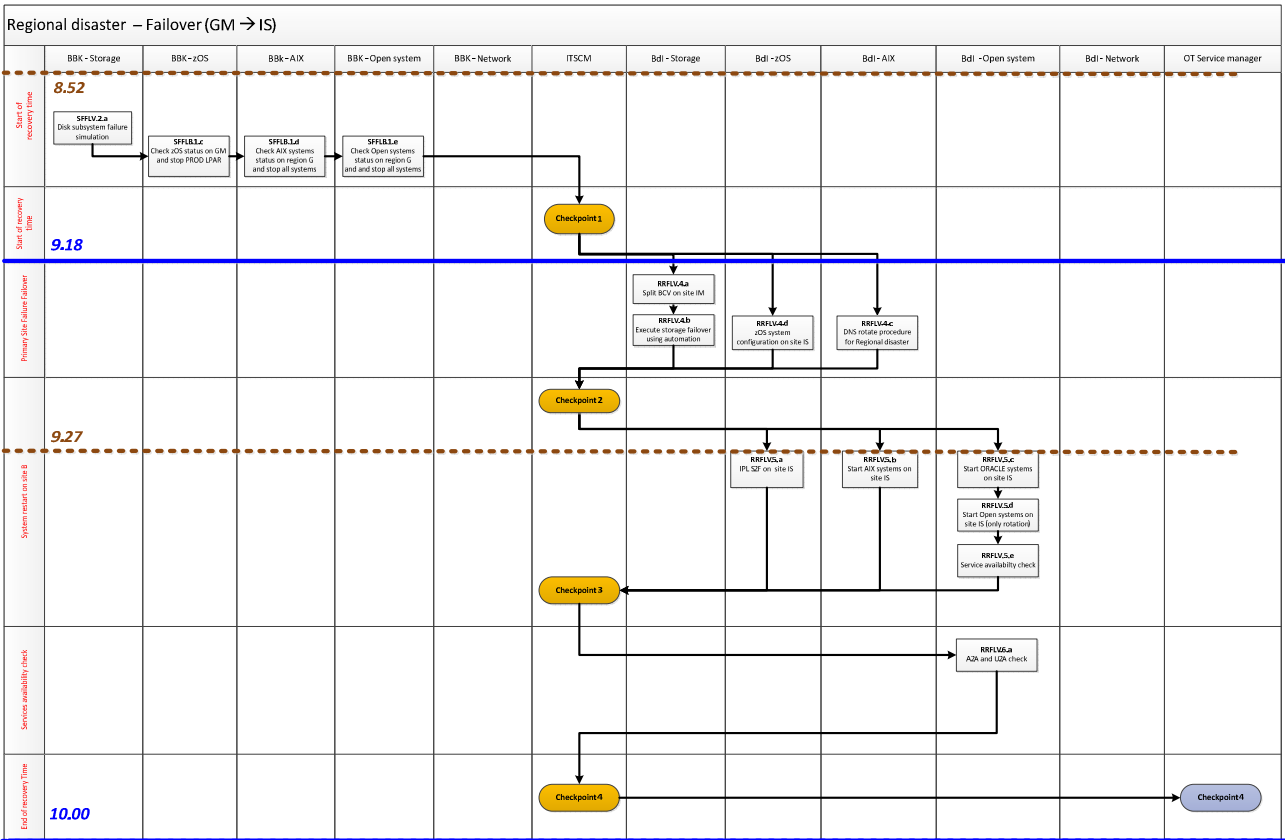 Regional disaster – Failover (GM → IS)
BBK - Storage
BBK - zOS
BBk - AIX
BBK - Open system
BBK - Network
ITSCM
BdI - Storage
BdI - zOS
BdI - AIX
BdI - Open system
BdI - Network
OT Service manager
Start of
recovery time
8.52
SFFLV.2.a
Disk subsystem failure
simulation
SFFLB.1.c
Check zOS status on GM
and stop PROD LPAR
SFFLB.1.d
Check AIX systems
status on region G
and stop all systems
SFFLB.1.e
Check Open systems
status on region G
and and stop all systems
Start of recovery
time
9.18
Checkpoint 1
Primary Site Failure Failover
RRFLV.4.a
Split BCV on site IM
RRFLV.4.b
Execute storage failover
using automation
RRFLV.4.d
zOS system
configuration on site IS
RRFLV.4.c
DNS rotate procedure
for Regional disaster
Checkpoint 2
9.27
System restart on site B
RRFLV.5.a
IPL SZF on site IS
RRFLV.5.b
Start AIX systems on
site IS
RRFLV.5.c
Start ORACLE systems
on site IS
RRFLV.5.d
Start Open systems on
site IS (only rotation)
RRFLV.5.e
Service availabilty check
Checkpoint 3
Services availability check
RRFLV.6.a
A2A and U2A check
End of recovery Time
10.00
Checkpoint 4
Checkpoint 4